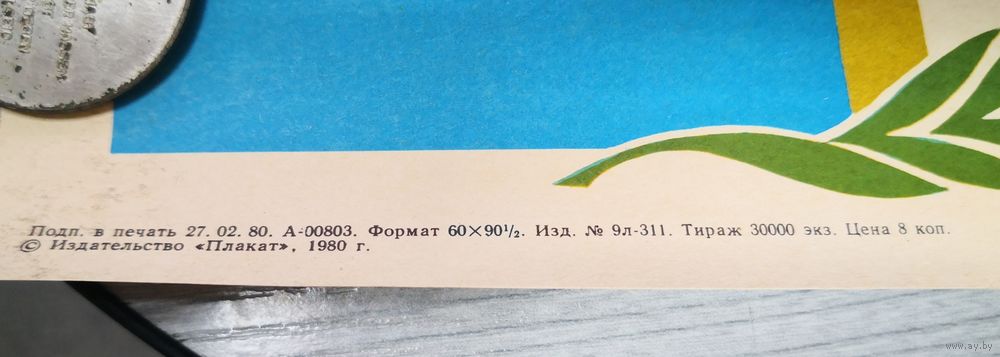 Подп. в печать 27. 02. 80. А-00803. Формат 60×90½. Изд. № 9л-311. Тираж 30000 экз. Цена 8 коп.
© Издательство «Плакат», 1980 г.
www.ay.by